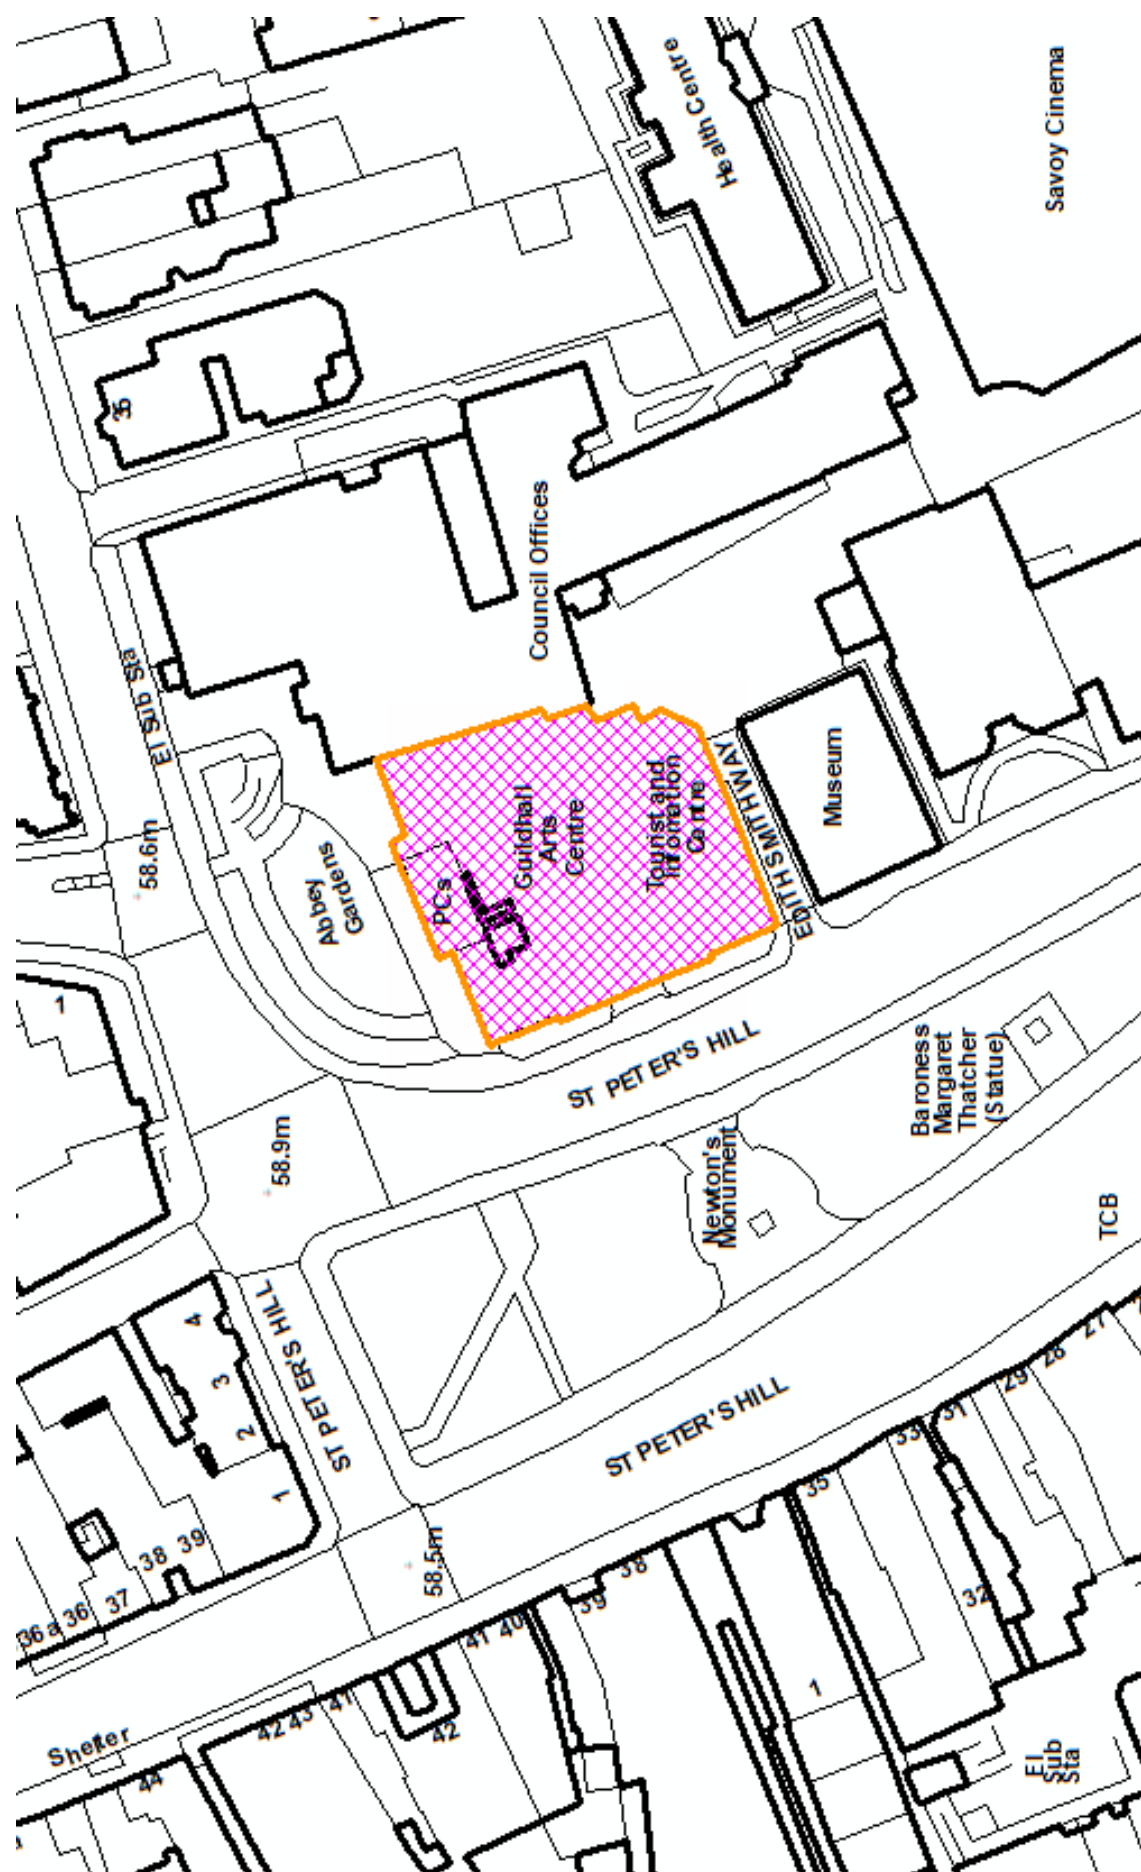 Health Centre
Savoy Cinema
35
Council Offices
El Sub Sta
58.6m
Abbey
Gardens
PCs
Guildhall
Arts
Centre
Tourist and
Information
Centre
EDITH SMITH WAY
Museum
1
ST PETER'S HILL
Baroness
Margaret
Thatcher
(Statue)
58.9m
Newton's
Monument
TCB
ST PETER'S HILL
4
3
2
1
ST PETER'S HILL
27
28
29
31
33
35
58.5m
39
38
37
36
36a
38
39
40
41
32
1
41
43
42
42
Shelter
44
El
Sub
Sta